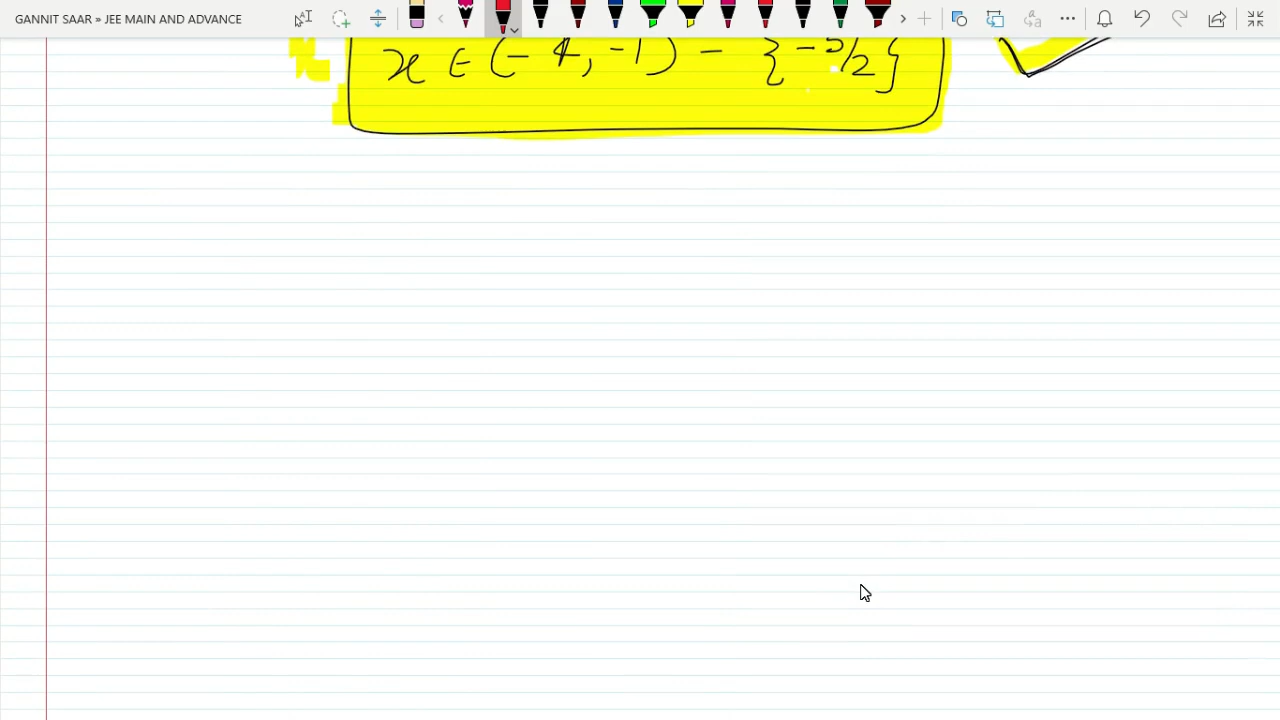 GANNIT SAAR » JEE MAIN AND ADVANCE
x ∈ (-4, -1) - {-5/2}